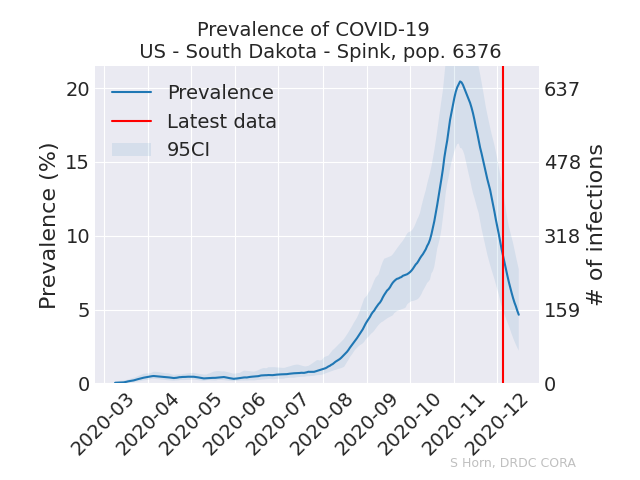 Prevalence of COVID-19
US - South Dakota - Spink, pop. 6376
Prevalence
Latest data
95CI
Prevalence (%)
20
15
10
5
0
637
478
318
159
0
# of infections
2020-03
2020-04
2020-05
2020-06
2020-07
2020-08
2020-09
2020-10
2020-11
2020-12
S Horn, DRDC CORA